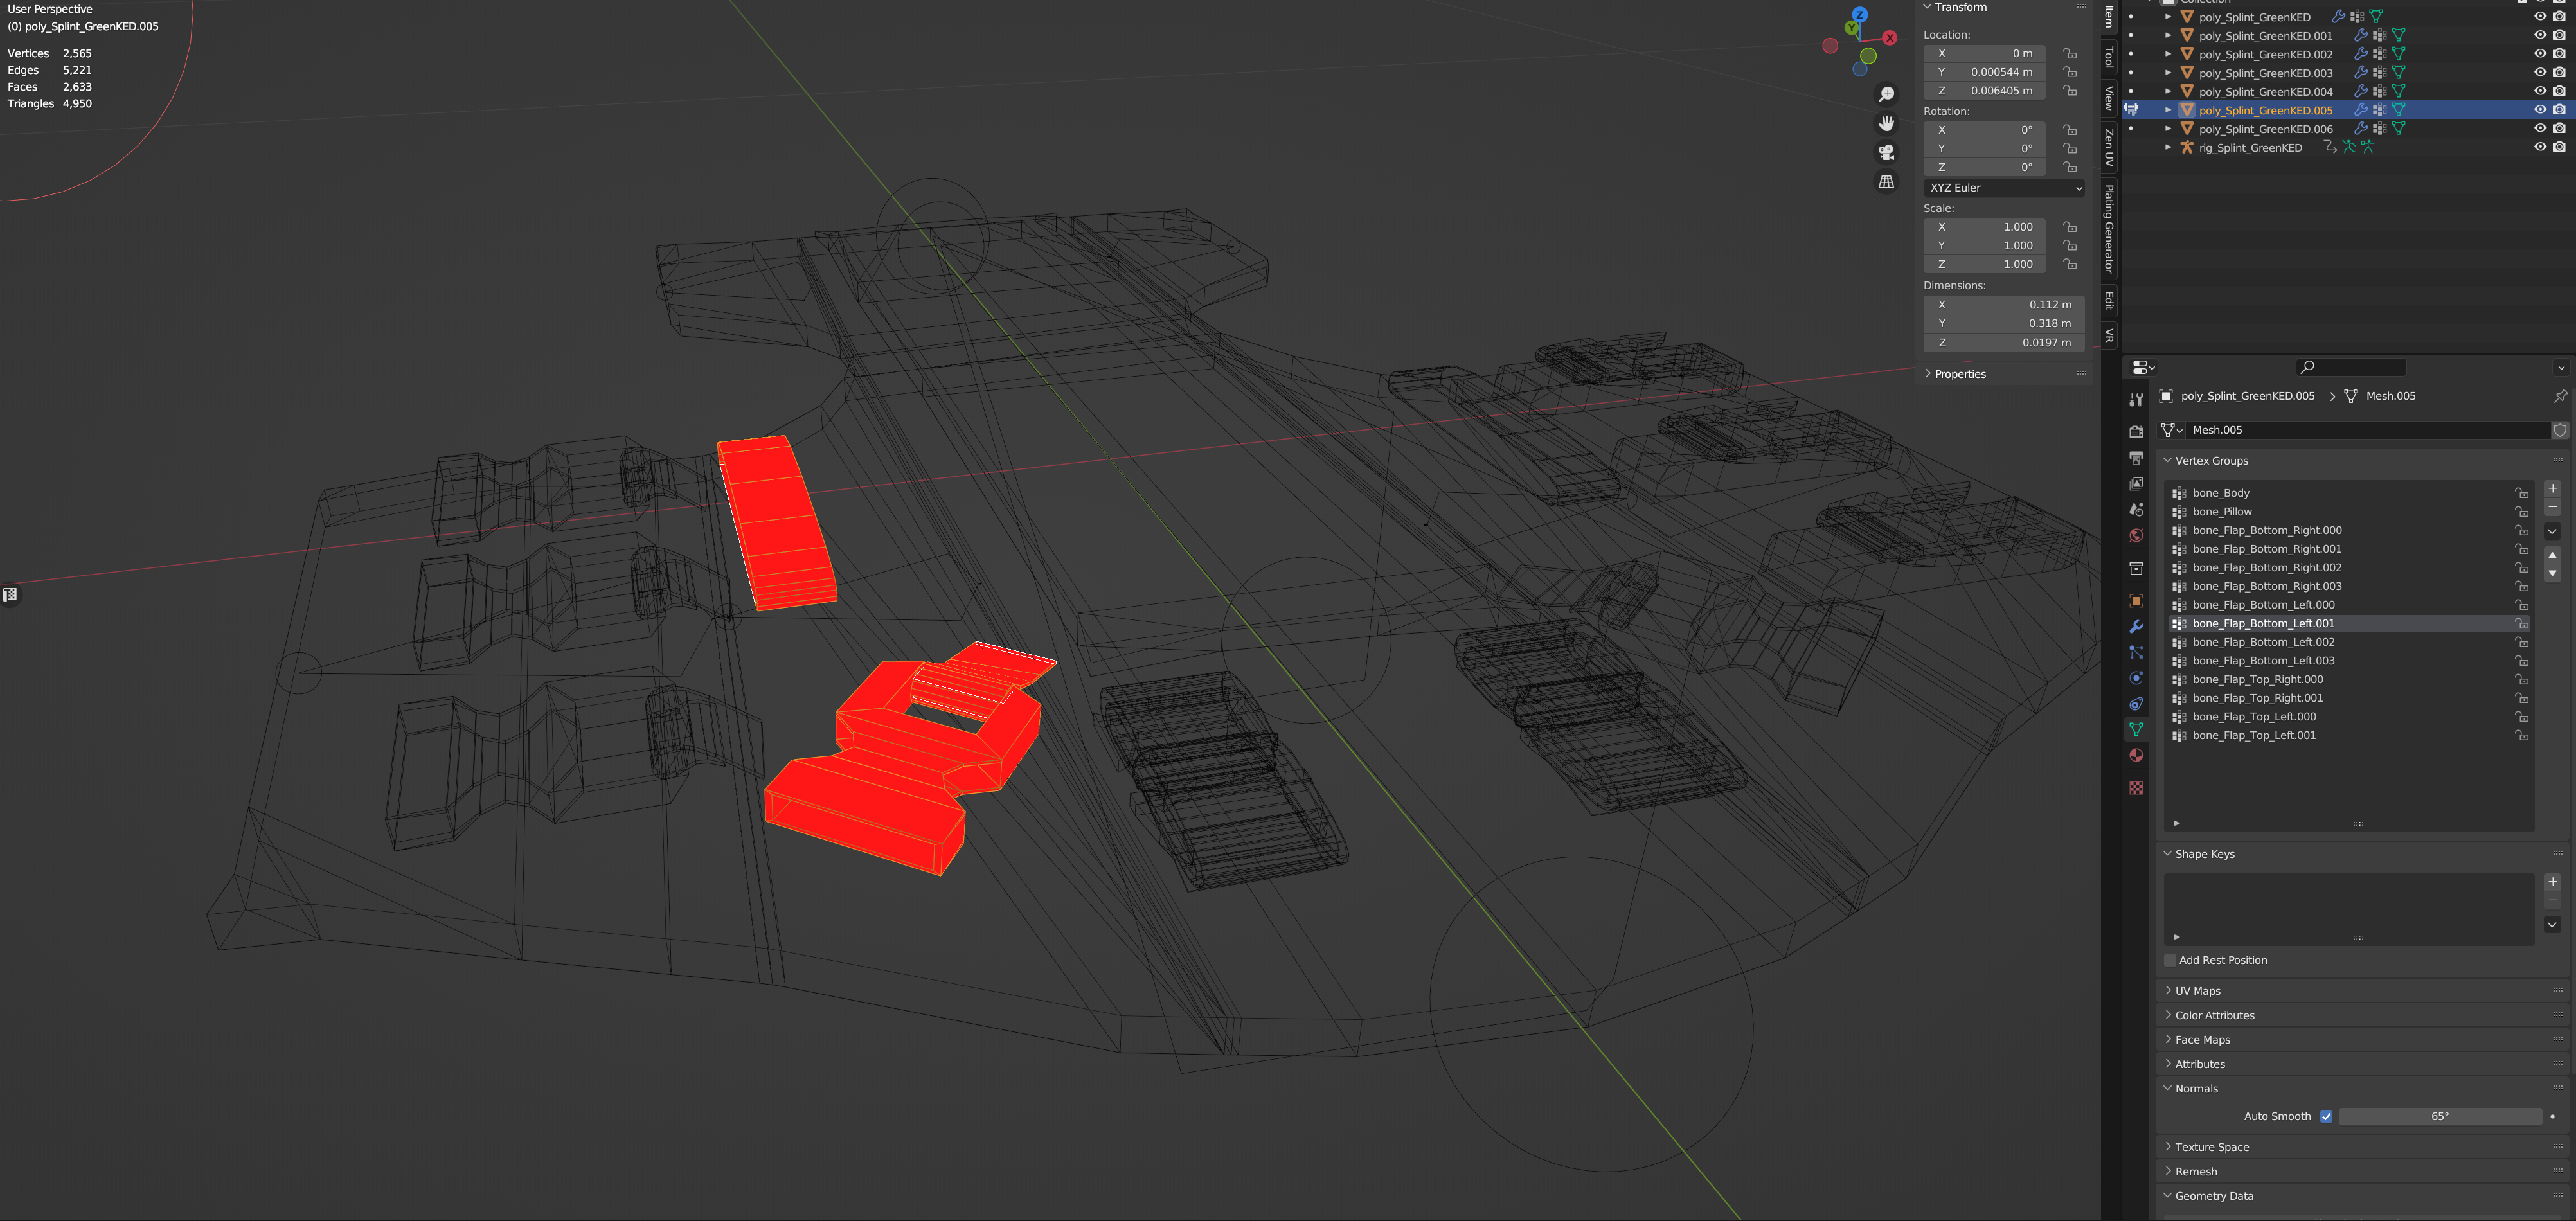 User Perspective
(0) poly_Splint_GreenKED.005
Vertices 2,565
Edges 5,221
Faces 2,633
Triangles 4,950
Z
Y
X
Transform
Location:
X 0 m
Y 0.000544 m
Z 0.006405 m
Rotation:
X 0°
Y 0°
Z 0°
XYZ Euler
Scale:
X 1.000
Y 1.000
Z 1.000
Dimensions:
X 0.112 m
Y 0.318 m
Z 0.0197 m
Properties
Item
Tool
View
Zen UV
Plating Generator
Edit
VR
Collection
poly_Splint_GreenKED
poly_Splint_GreenKED.001
poly_Splint_GreenKED.002
poly_Splint_GreenKED.003
poly_Splint_GreenKED.004
poly_Splint_GreenKED.005
poly_Splint_GreenKED.006
rig_Splint_GreenKED
poly_Splint_GreenKED.005 > Mesh.005
Mesh.005
Vertex Groups
bone_Body
bone_Pillow
bone_Flap_Bottom_Right.000
bone_Flap_Bottom_Right.001
bone_Flap_Bottom_Right.002
bone_Flap_Bottom_Right.003
bone_Flap_Bottom_Left.000
bone_Flap_Bottom_Left.001
bone_Flap_Bottom_Left.002
bone_Flap_Bottom_Left.003
bone_Flap_Top_Right.000
bone_Flap_Top_Right.001
bone_Flap_Top_Left.000
bone_Flap_Top_Left.001
Shape Keys
Add Rest Position
UV Maps
Color Attributes
Face Maps
Attributes
Normals
Auto Smooth 65°
Texture Space
Remesh
Geometry Data